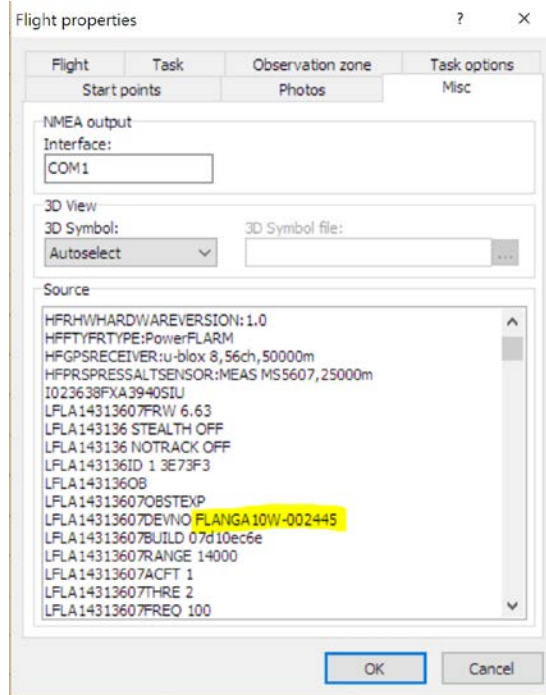 Flight properties ? ×
Flight Task Observation zone Task options
Start points Photos Misc
NMEA output
Interface:
COM1
3D View
3D Symbol: 3D Symbol file:
Autoselect ...
Source
HFRHWHARDWAREVERSION:1.0
HFFTYFRTYPE:PowerFLARM
HFGPSRECEIVER:u-blox 8,56ch,50000m
HFPRSPRESSALTSENSOR:MEAS MS5607,25000m
I023638FXA3940SIU
LFLA14313607FRW 6.63
LFLA143136 STEALTH OFF
LFLA143136 NOTRACK OFF
LFLA143136ID 1 3E73F3
LFLA143136OB
LFLA14313607OBSTEXP
LFLA14313607DEVNO FLANGA10W-002445
LFLA14313607BUILD 07d10ec6e
LFLA14313607RANGE 14000
LFLA14313607ACFT 1
LFLA14313607THRE 2
LFLA14313607FREQ 100
OK Cancel